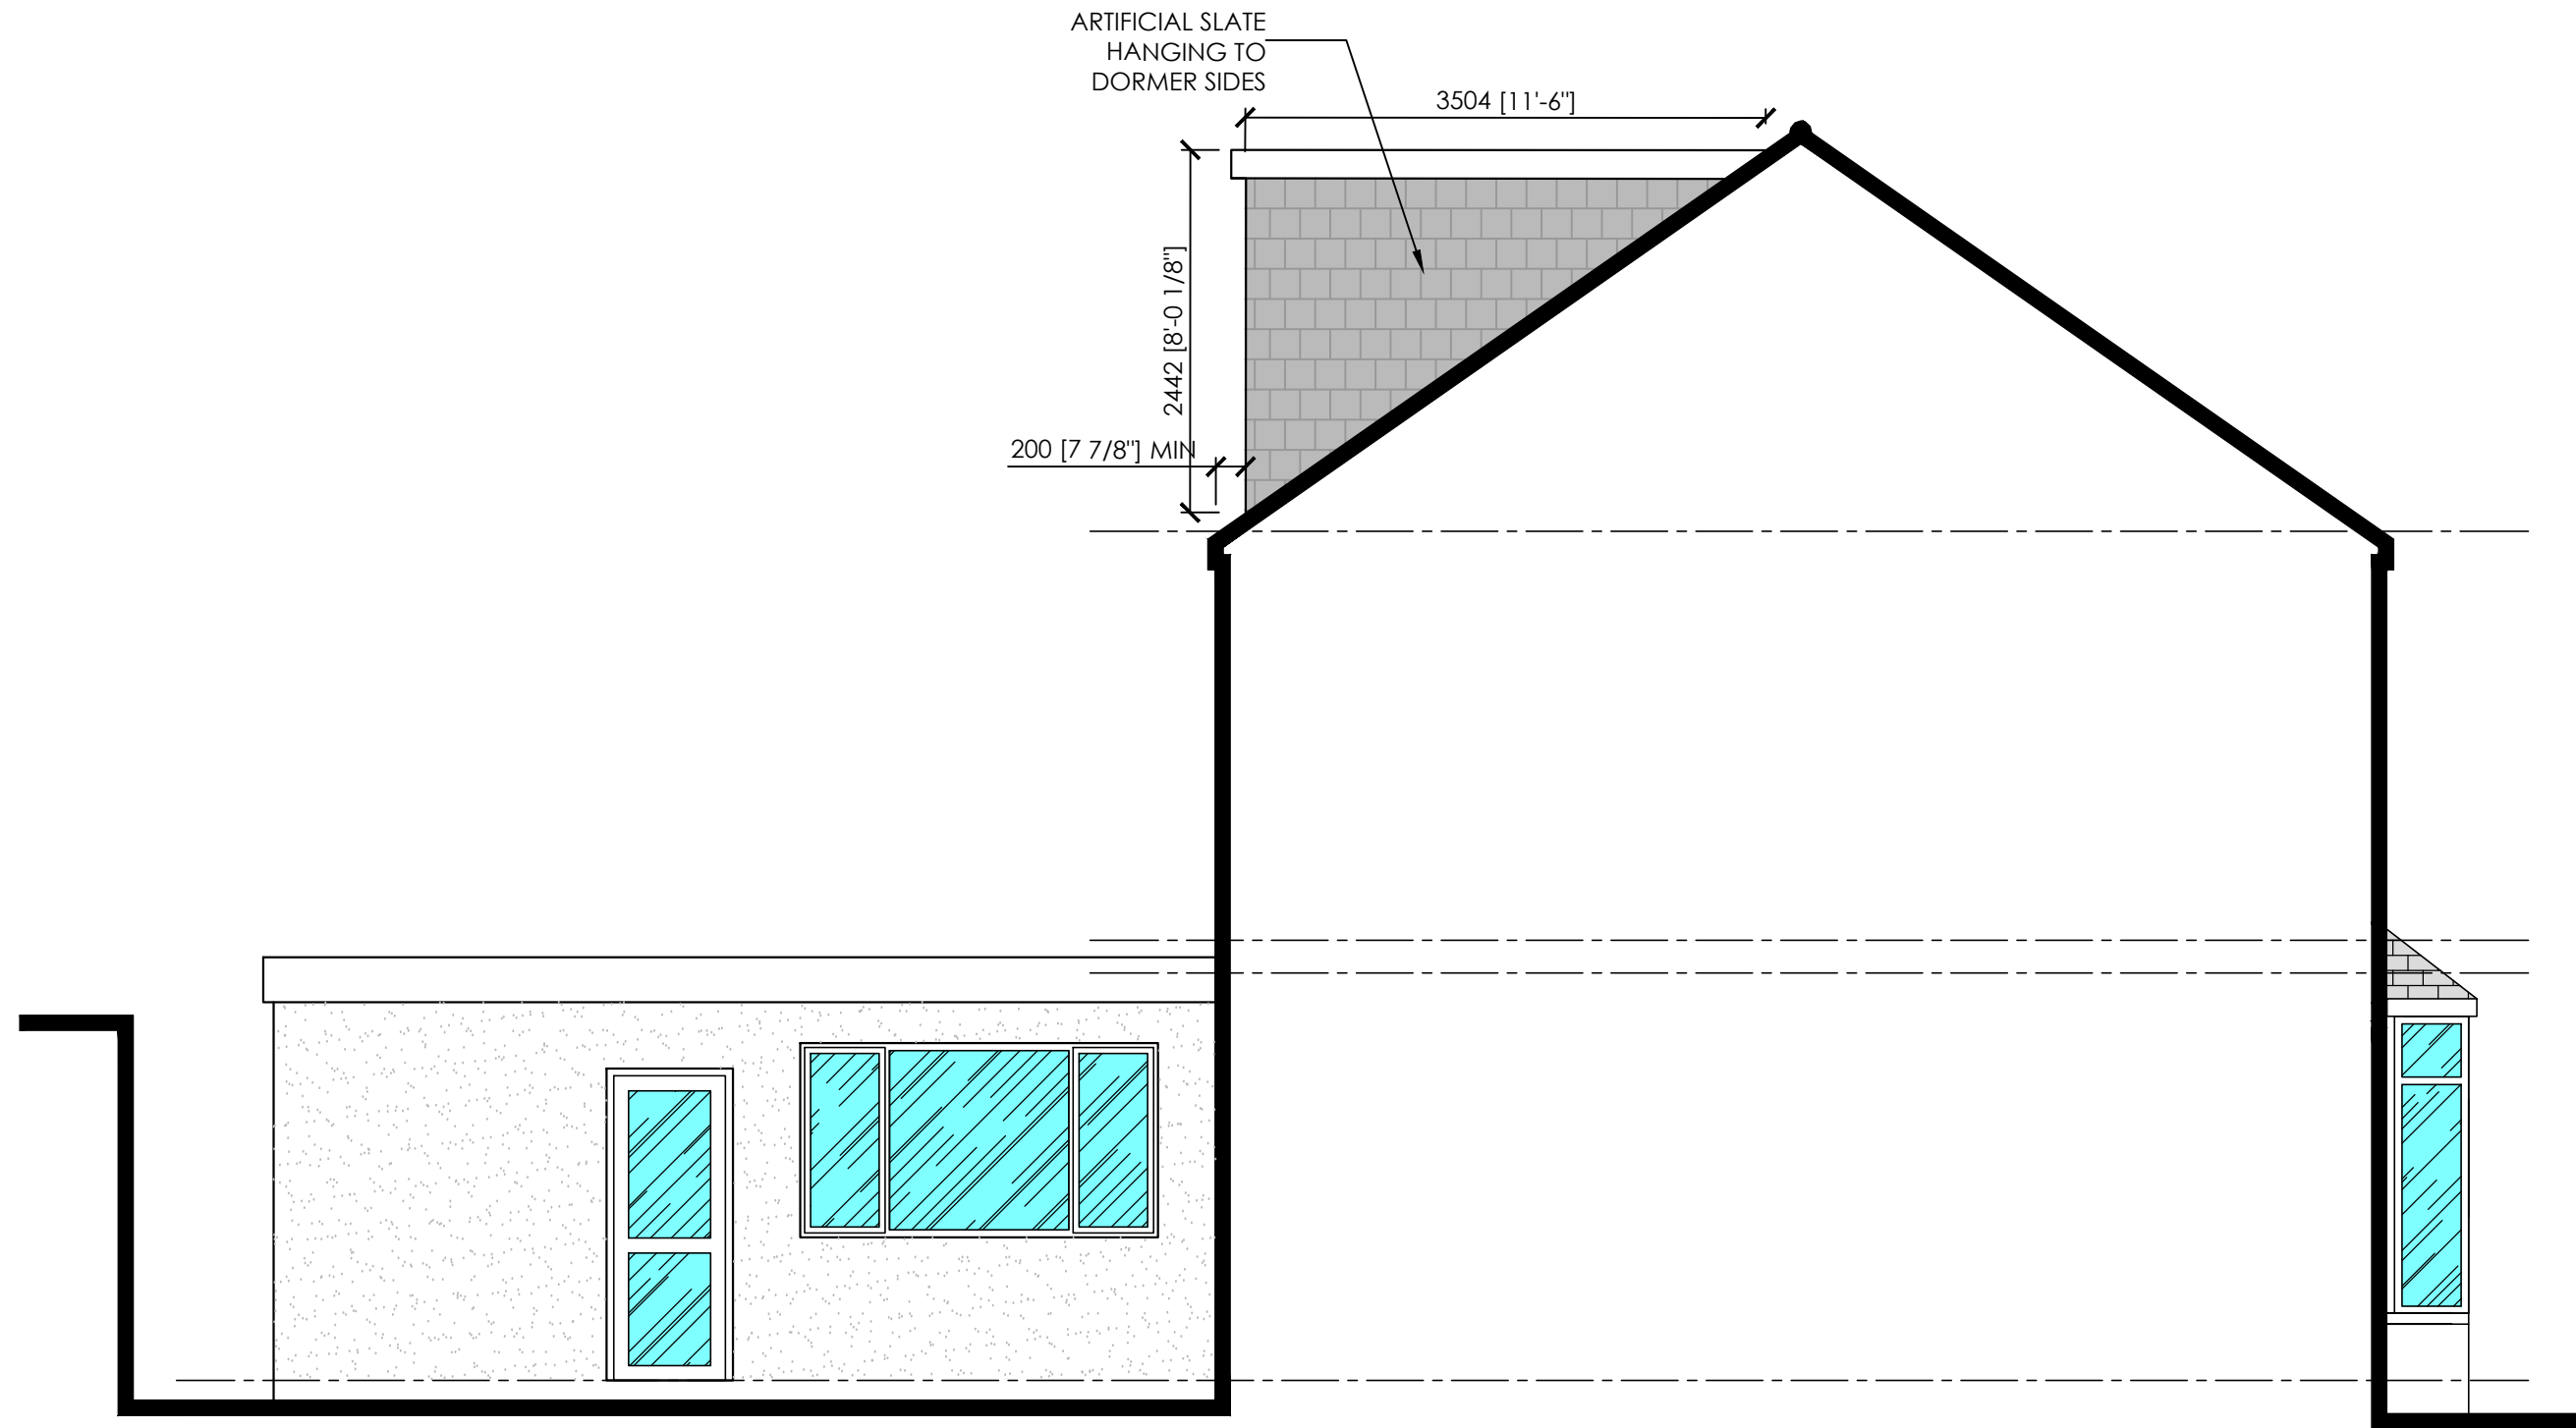 ARTIFICIAL SLATE
HANGING TO
DORMER SIDES
3504 [11'-6"]
2442 [8'-0 1/8"]
200 [7 7/8"] MIN